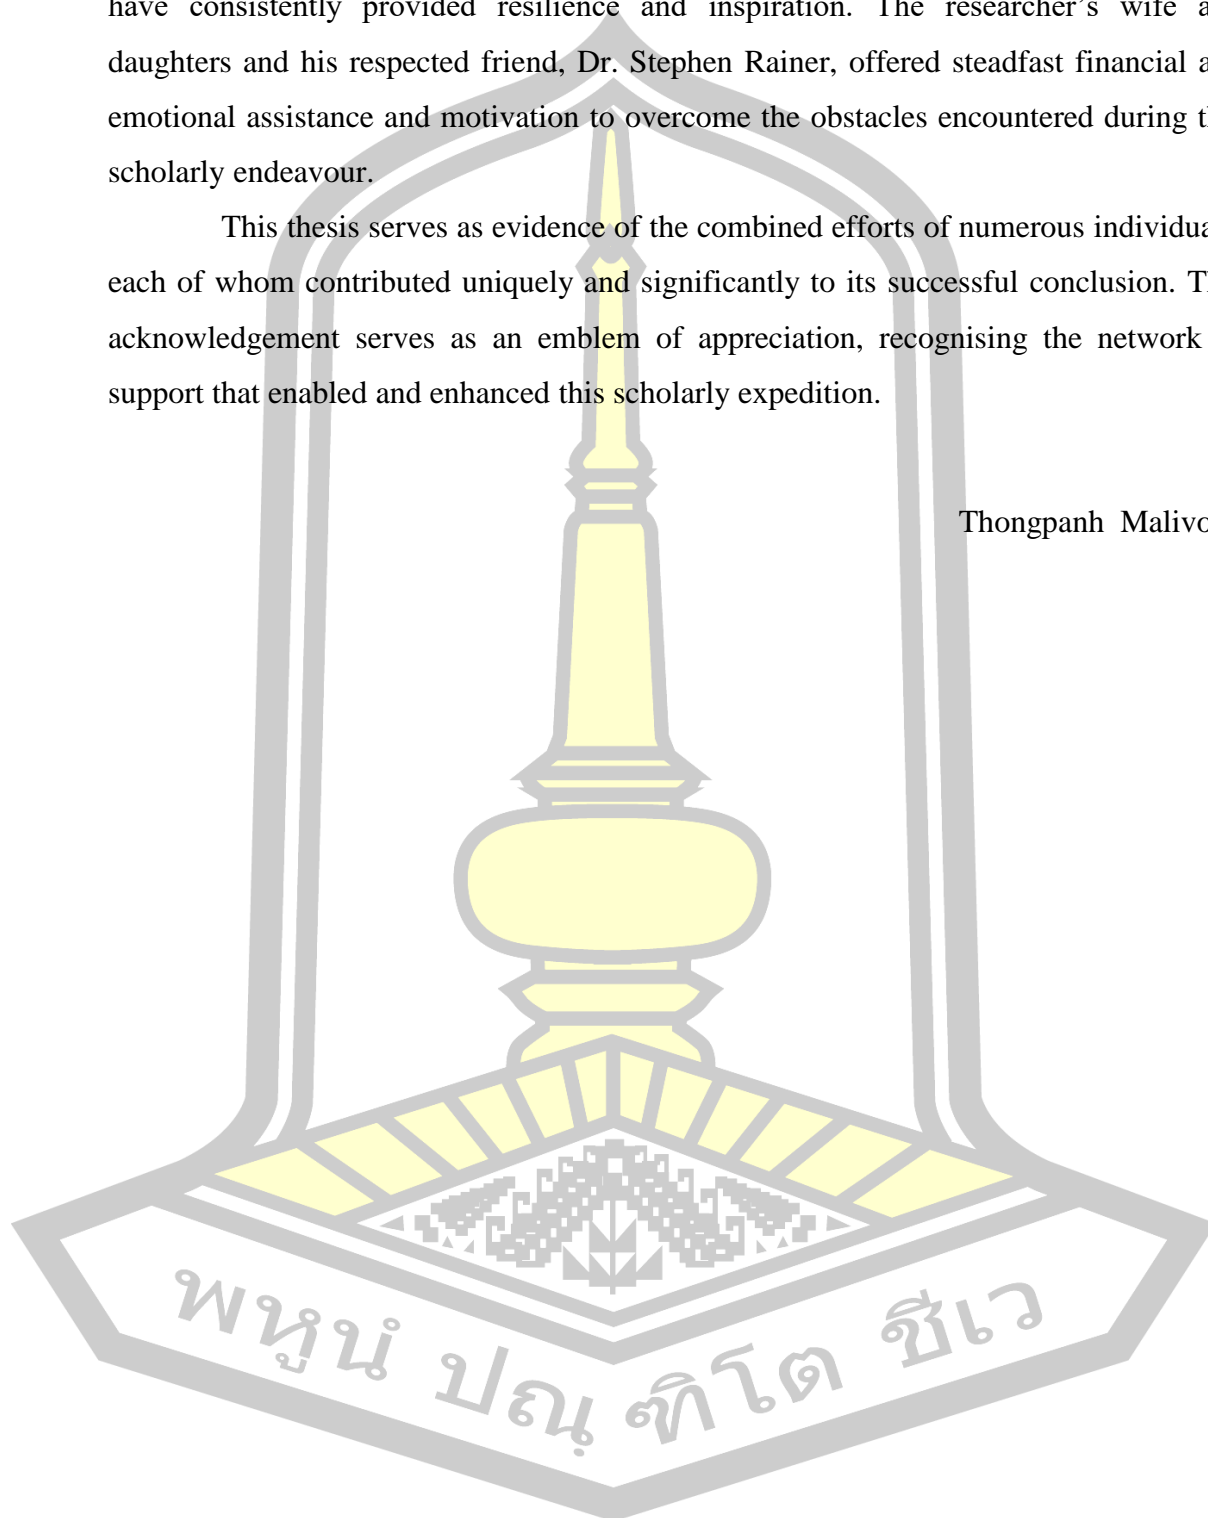 have consistently provided resilience and inspiration. The researcher's wife a
daughters and his respected friend, Dr. Stephen Rainer, offered steadfast financial a
emotional assistance and motivation to overcome the obstacles encountered during th
scholarly endeavour.
This thesis serves as evidence of the combined efforts of numerous individua
each of whom contributed uniquely and significantly to its successful conclusion. Th
acknowledgement serves as an emblem of appreciation, recognising the network
support that enabled and enhanced this scholarly expedition.
Thongpanh Malivo
พหูนํ ปณฺฑิโต ชีเว